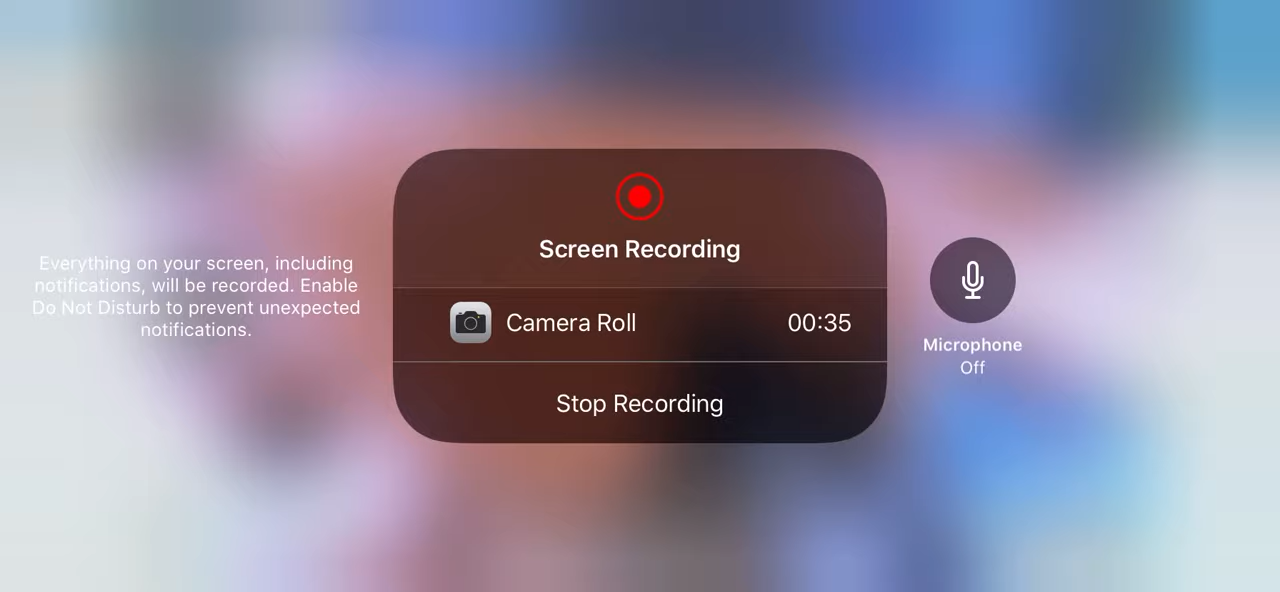 Everything on your screen, including
notifications, will be recorded. Enable
Do Not Disturb to prevent unexpected
notifications.
Screen Recording
Camera Roll 00:35
Stop Recording
Microphone
Off